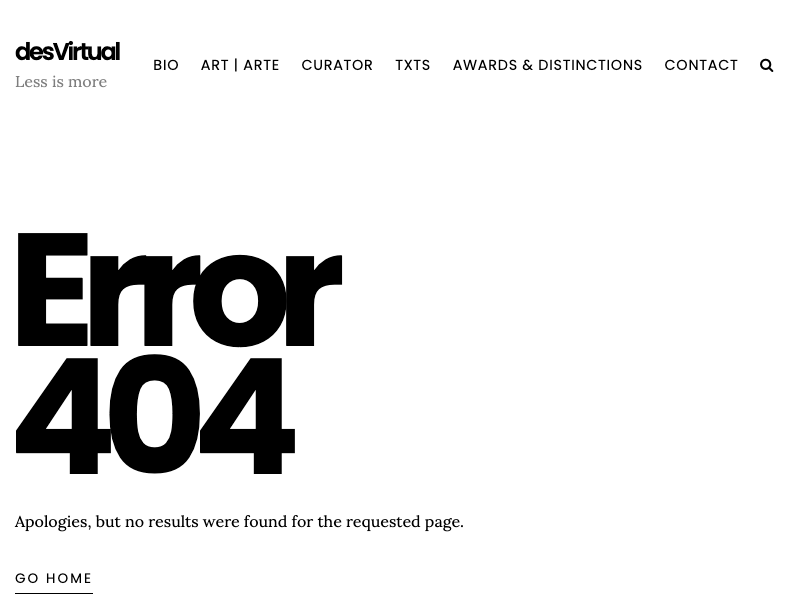 desVirtual
Less is more
BIO ART | ARTE CURATOR TXTS AWARDS & DISTINCTIONS CONTACT
Error
404
Apologies, but no results were found for the requested page.
GO HOME